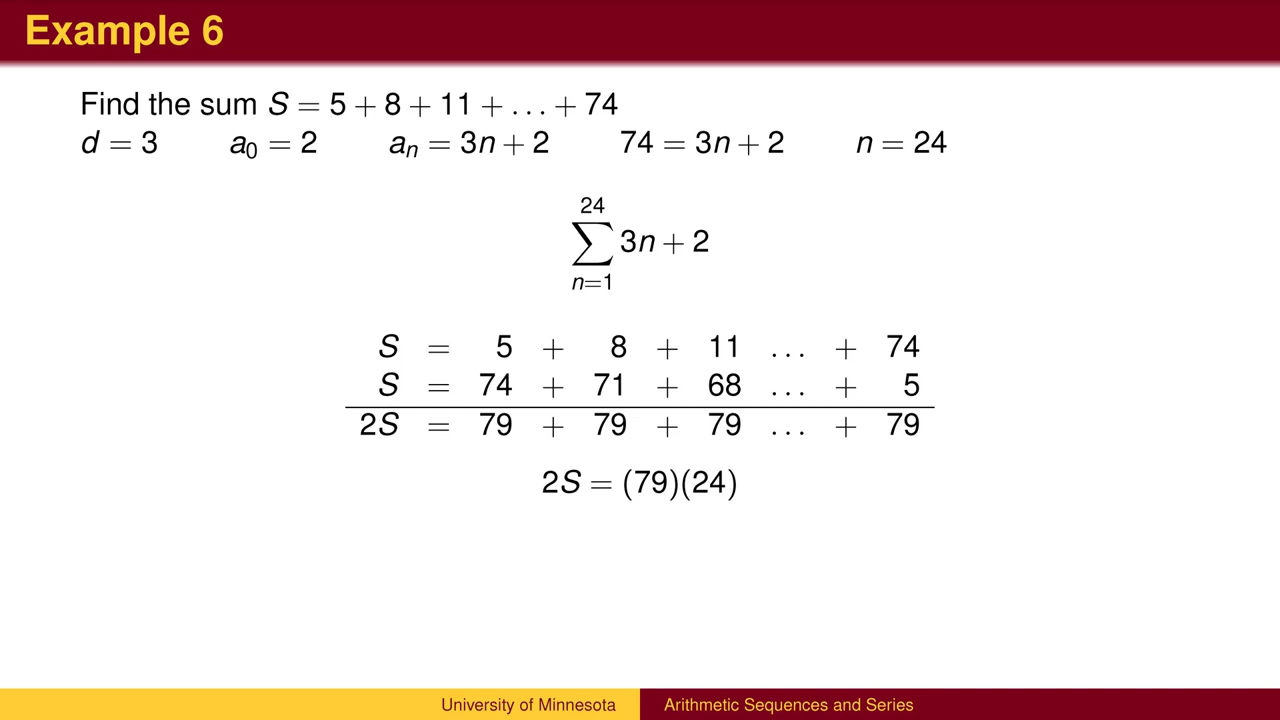 Example 6
Find the sum S = 5 + 8 + 11 + . . . + 74
d = 3 a₀ = 2 aₙ = 3n + 2 74 = 3n + 2 n = 24
24
∑ 3n + 2
n=1
S = 5 + 8 + 11 . . . + 74
S = 74 + 71 + 68 . . . + 5
2S = 79 + 79 + 79 . . . + 79
2S = (79)(24)
University of Minnesota Arithmetic Sequences and Series